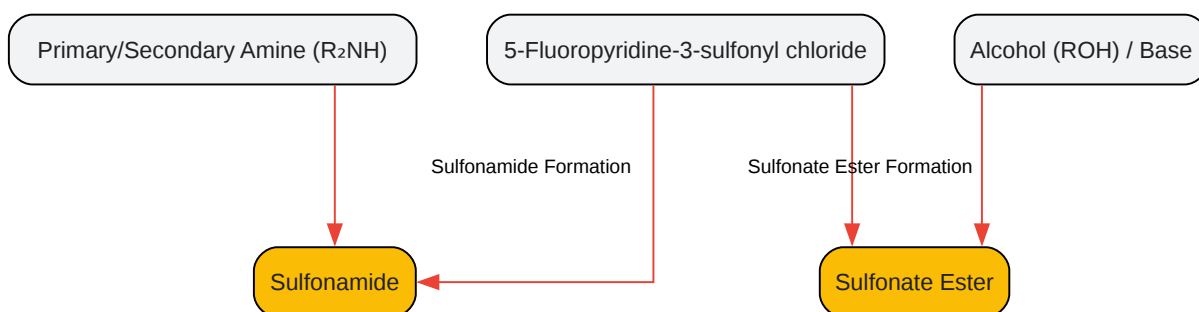 Primary/Secondary Amine (R₂NH)
5-Fluoropyridine-3-sulfonyl chloride
Alcohol (ROH) / Base
Sulfonamide Formation
Sulfonate Ester Formation
Sulfonamide
Sulfonate Ester